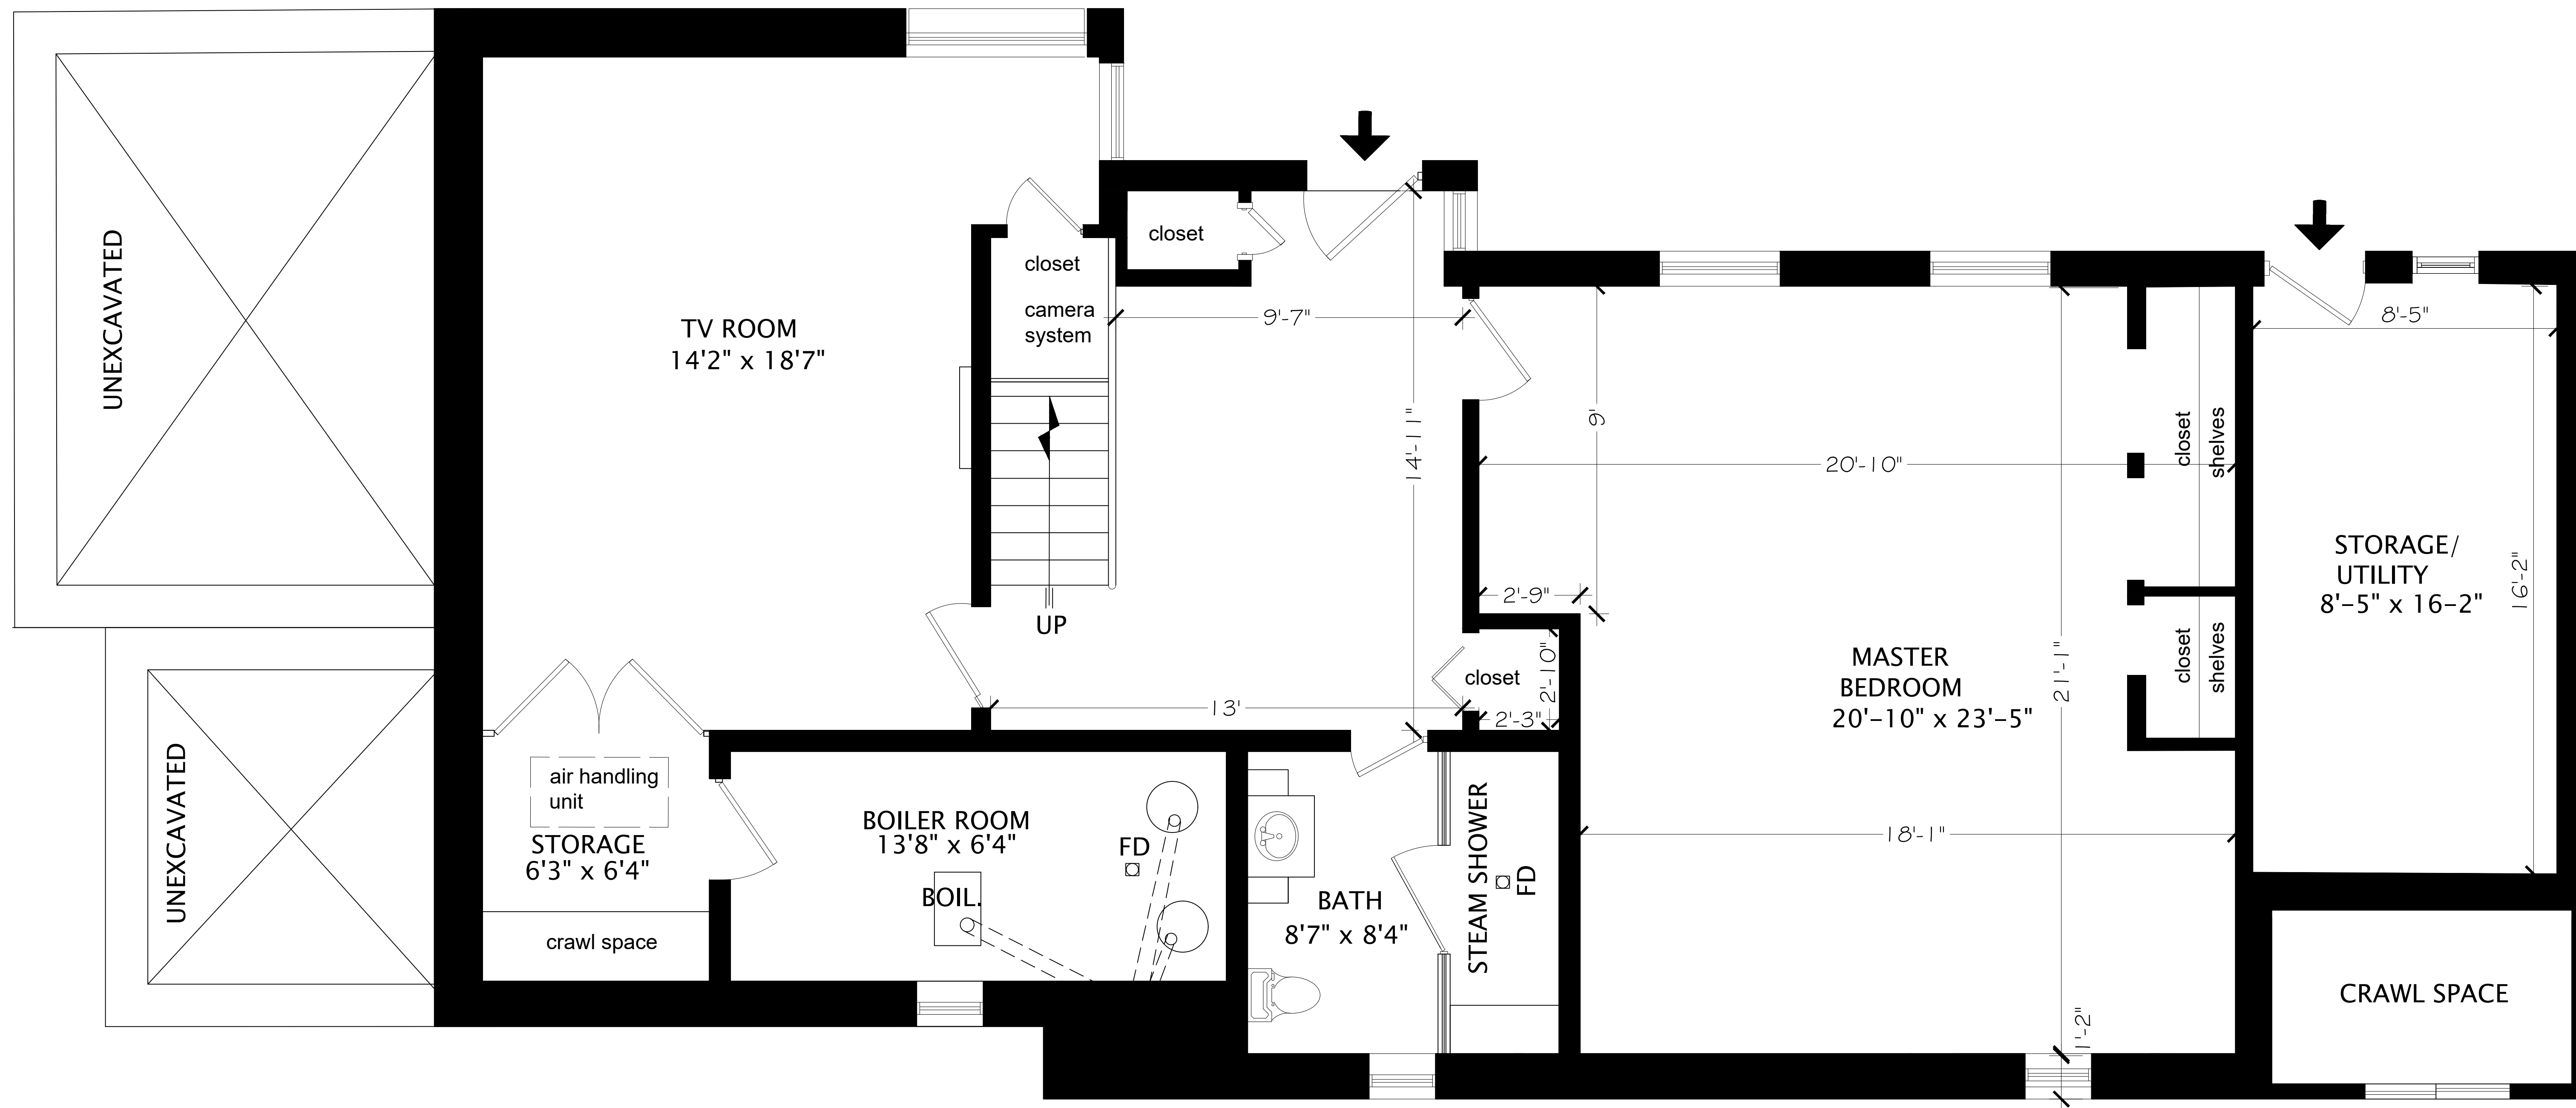 UNEXCAVATED
UNEXCAVATED
TV ROOM
14'2" x 18'7"
closet
camera
system
closet
9'-7"
14'-11"
UP
13'
closet
2'-10"
2'-3"
2'-9"
9'
20'-10"
21'-1"
MASTER
BEDROOM
20'-10" x 23'-5"
18'-1"
1'-2"
closet
shelves
closet
shelves
8'-5"
16'-2"
STORAGE/
UTILITY
8'-5" x 16-2"
CRAWL SPACE
air handling
unit
STORAGE
6'3" x 6'4"
crawl space
BOILER ROOM
13'8" x 6'4"
FD
BOIL.
BATH
8'7" x 8'4"
STEAM SHOWER
FD